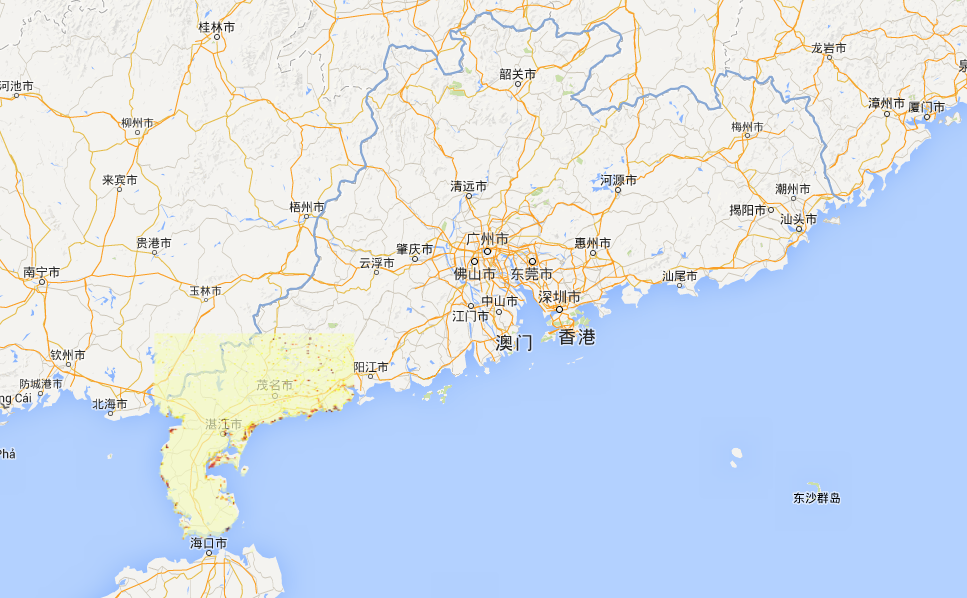 桂林市
龙岩市
韶关市
河池市
漳州市
厦门市
泉
柳州市
梅州市
来宾市
清远市
河源市
潮州市
梧州市
揭阳市
汕头市
贵港市
广州市
惠州市
肇庆市
云浮市
南宁市
佛山市
东莞市
汕尾市
玉林市
中山市
深圳市
江门市
澳门
香港
钦州市
阳江市
防城港市
茂名市
ng Cái
北海市
湛江市
Phá
东沙群岛
海口市